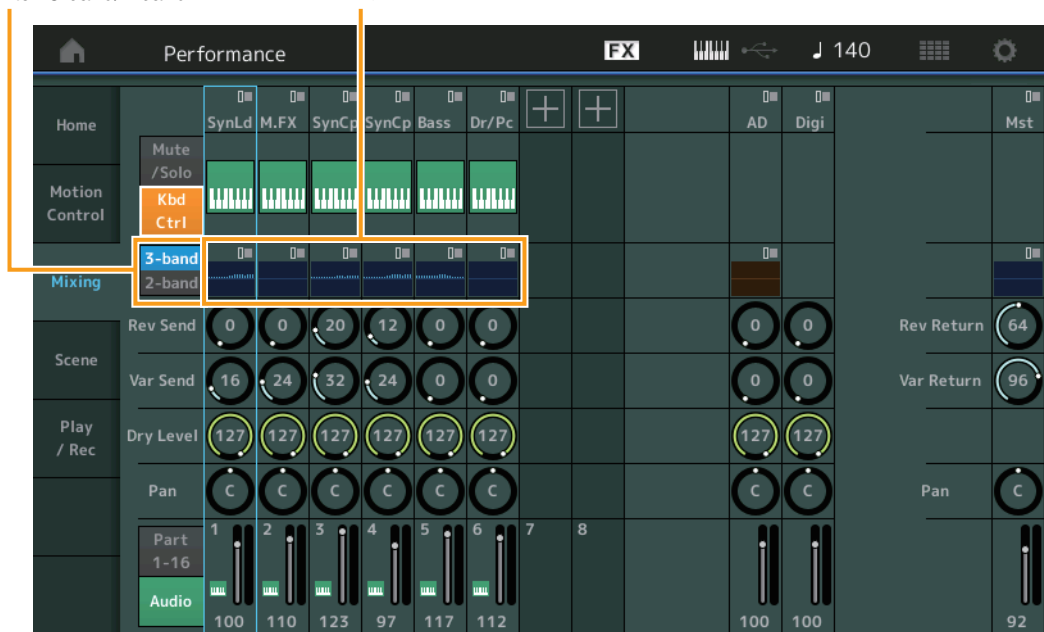 Performance FX 140
Home SynLd M.FX SynCp SynCp Bass Dr/Pc AD Digi Mst
Mute
/Solo
Motion
Control
Kbd
Ctrl
Mixing
3-band
2-band
Rev Send 0 0 20 12 0 0 0 0 Rev Return 64
Scene
Var Send 16 24 32 24 0 0 0 0 Var Return 96
Play
/ Rec
Dry Level 127 127 127 127 127 127 127 127
Pan C C C C C C C C Pan C
Part
1-16
1 2 3 4 5 6 7 8
Audio
100 110 123 97 117 112 100 100 92